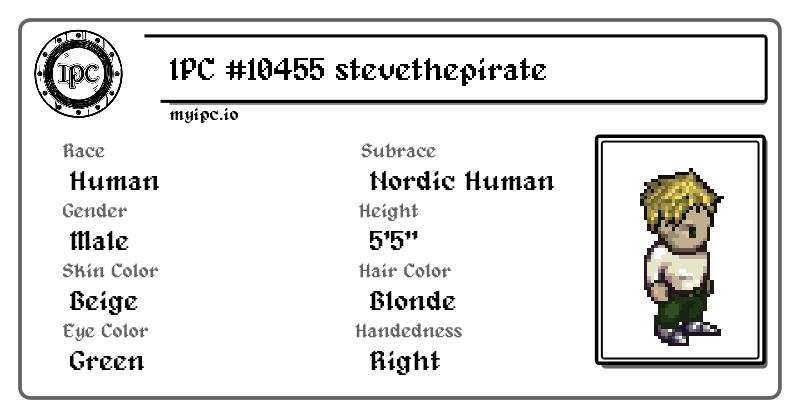 IPC
IPC #10455 stevethepirate
myipc.io
Race
Human
Subrace
Nordic Human
Gender
Male
Height
5'5"
Skin Color
Beige
Hair Color
Blonde
Eye Color
Green
Handedness
Right